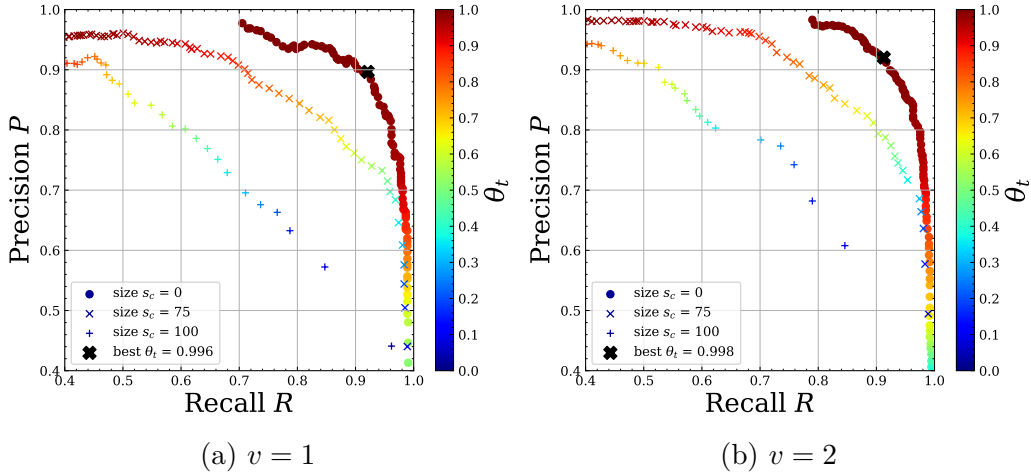 1.0
0.9
0.8
0.7
0.6
0.5
0.4
Precision P
0.4 0.5 0.6 0.7 0.8 0.9 1.0
Recall R
size s_c = 0
size s_c = 75
size s_c = 100
best θ_t = 0.996
1.0
0.9
0.8
0.7
0.6
0.5
0.4
0.3
0.2
0.1
0.0
θ_t
(a) v = 1
1.0
0.9
0.8
0.7
0.6
0.5
0.4
Precision P
0.4 0.5 0.6 0.7 0.8 0.9 1.0
Recall R
size s_c = 0
size s_c = 75
size s_c = 100
best θ_t = 0.998
1.0
0.9
0.8
0.7
0.6
0.5
0.4
0.3
0.2
0.1
0.0
θ_t
(b) v = 2